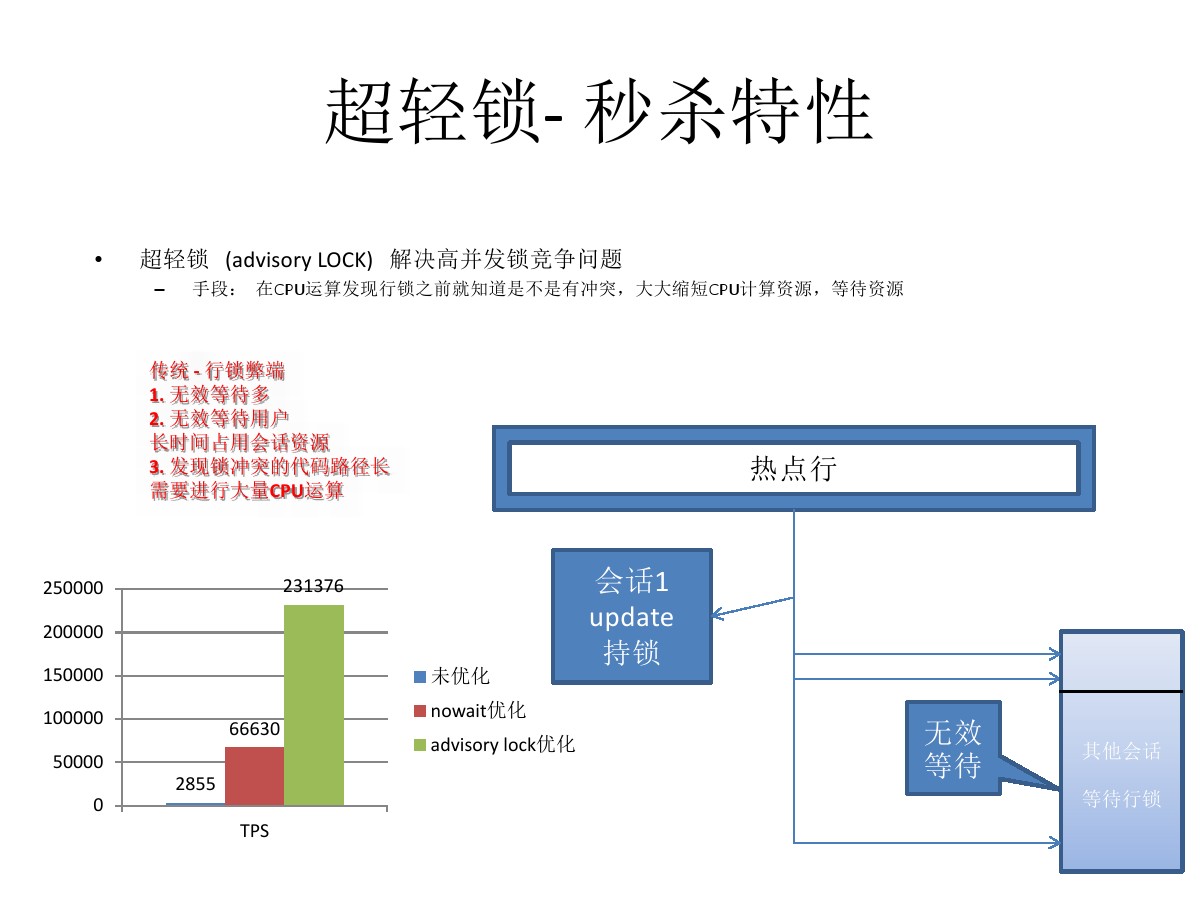 超轻锁- 秒杀特性
• 超轻锁 (advisory LOCK) 解决高并发锁竞争问题
– 手段： 在CPU运算发现行锁之前就知道是不是有冲突，大大缩短CPU计算资源，等待资源
传统 - 行锁弊端
1. 无效等待多
2. 无效等待用户
长时间占用会话资源
3. 发现锁冲突的代码路径长
需要进行大量CPU运算
热点行
会话1
update
持锁
无效
等待
其他会话
等待行锁
250000
200000
150000
100000
50000
0
231376
66630
2855
TPS
未优化
nowait优化
advisory lock优化